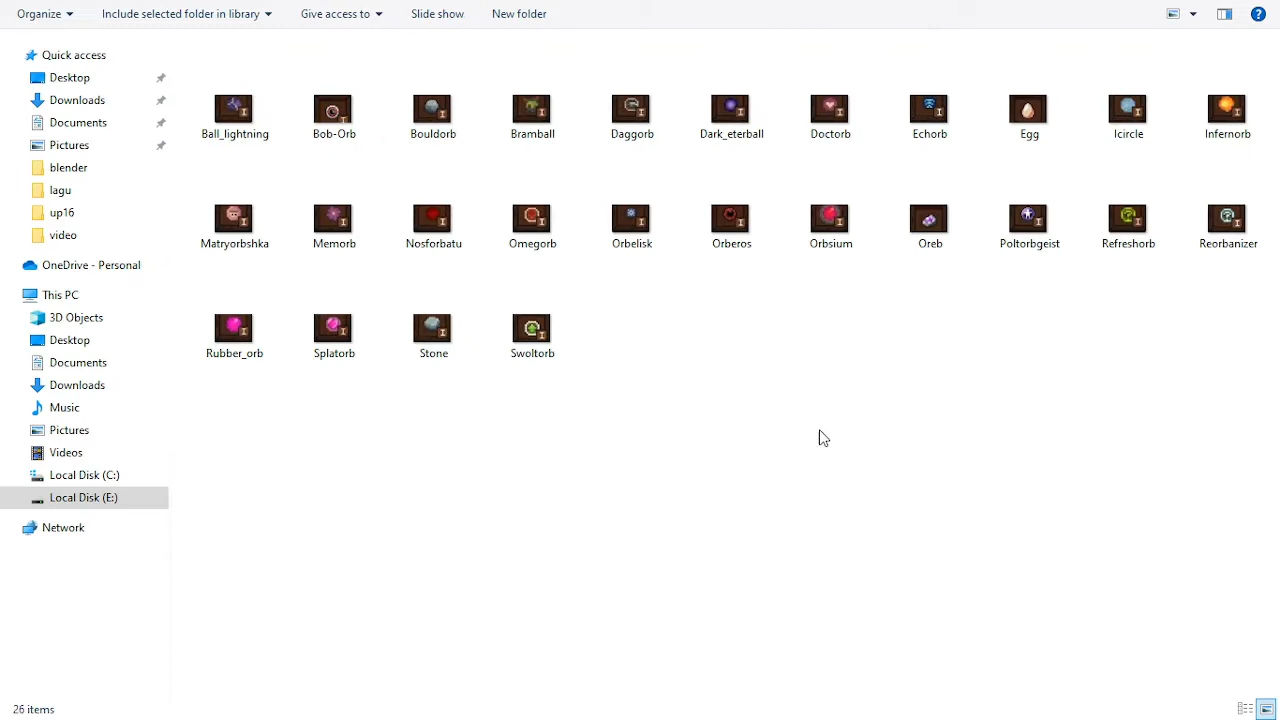 Organize Include selected folder in library Give access to Slide show New folder
Quick access
Desktop
Downloads
Documents
Pictures
blender
lagu
up16
video
OneDrive - Personal
This PC
3D Objects
Desktop
Documents
Downloads
Music
Pictures
Videos
Local Disk (C:)
Local Disk (E:)
Network
Ball_lightning Bob-Orb Bouldorb Bramball Daggorb Dark_eterball Doctorb Echorb Egg Icircle Infernorb
Matryorbshka Memorb Nosforbatu Omegorb Orbelisk Orberos Orbsium Oreb Poltorbgeist Refreshorb Reorbanizer
Rubber_orb Splatorb Stone Swoltorb
26 items